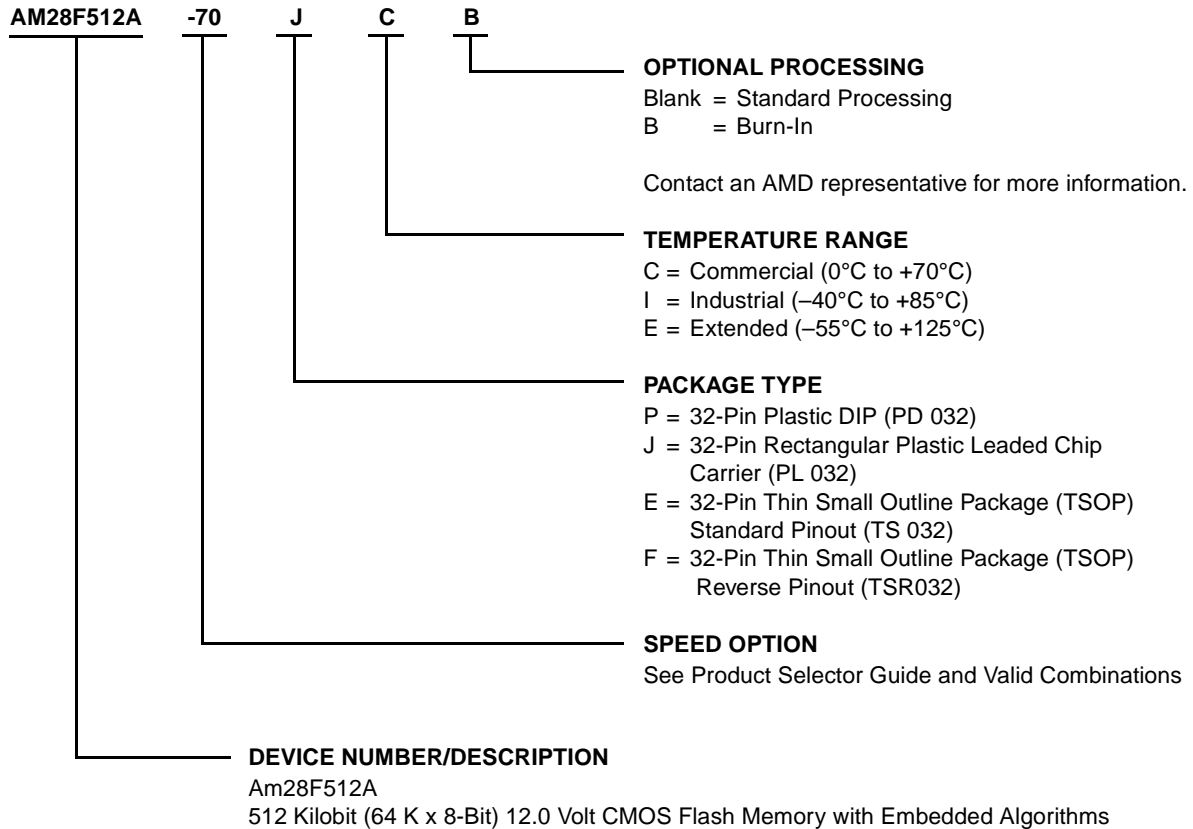 AM28F512A -70 J C B
OPTIONAL PROCESSING
Blank = Standard Processing
B = Burn-In
Contact an AMD representative for more information.
TEMPERATURE RANGE
C = Commercial (0°C to +70°C)
I = Industrial (–40°C to +85°C)
E = Extended (–55°C to +125°C)
PACKAGE TYPE
P = 32-Pin Plastic DIP (PD 032)
J = 32-Pin Rectangular Plastic Leaded Chip
Carrier (PL 032)
E = 32-Pin Thin Small Outline Package (TSOP)
Standard Pinout (TS 032)
F = 32-Pin Thin Small Outline Package (TSOP)
Reverse Pinout (TSR032)
SPEED OPTION
See Product Selector Guide and Valid Combinations
DEVICE NUMBER/DESCRIPTION
Am28F512A
512 Kilobit (64 K x 8-Bit) 12.0 Volt CMOS Flash Memory with Embedded Algorithms